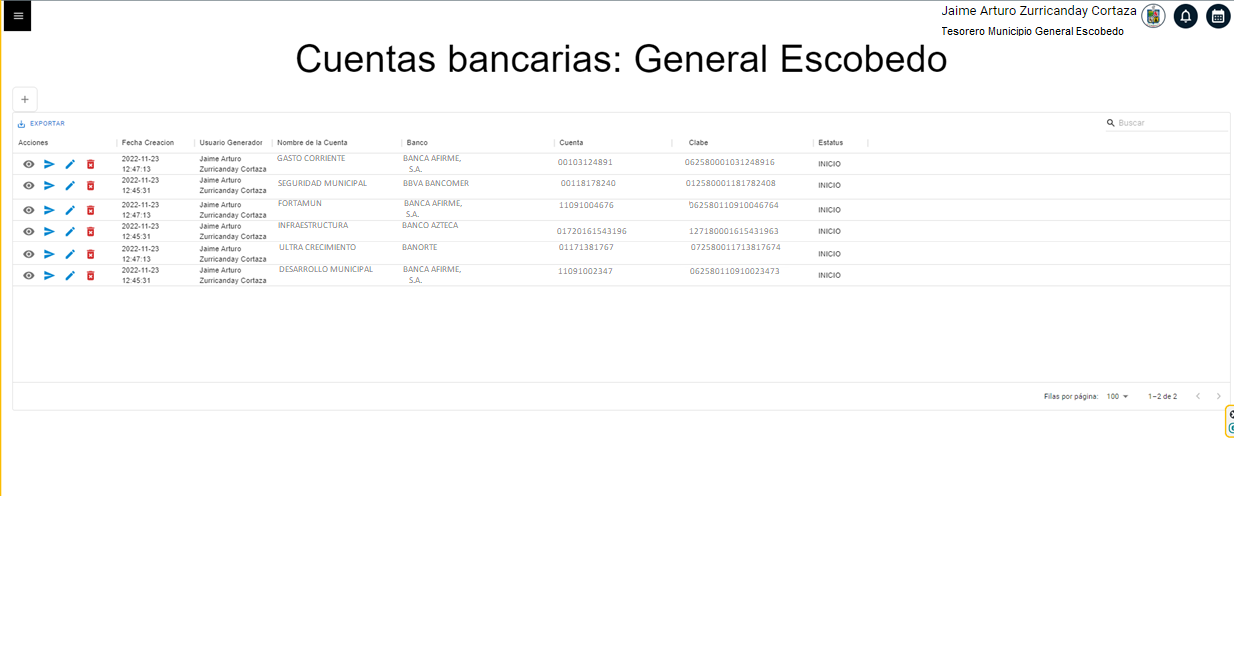 Jaime Arturo Zurricanday Cortaza
Tesorero Municipio General Escobedo
Cuentas bancarias: General Escobedo
+
EXPORTAR
Buscar
Acciones Fecha Creacion Usuario Generador Nombre de la Cuenta Banco Cuenta Clabe Estatus
2022-11-23 Jaime Arturo GASTO CORRIENTE BANCA AFIRME, 00103124891 062580001031248916 INICIO
12:47:13 Zurricanday Cortaza S.A.
2022-11-23 Jaime Arturo SEGURIDAD MUNICIPAL BBVA BANCOMER 00118178240 012580001181782408 INICIO
12:45:31 Zurricanday Cortaza
2022-11-23 Jaime Arturo FORTAMUN BANCA AFIRME, 11091004676 062580110910046764 INICIO
12:47:13 Zurricanday Cortaza S.A.
2022-11-23 Jaime Arturo INFRAESTRUCTURA BANCO AZTECA 01720161543196 127180001615431963 INICIO
12:45:31 Zurricanday Cortaza
2022-11-23 Jaime Arturo ULTRA CRECIMIENTO BANORTE 01171381767 072580011713817674 INICIO
12:47:13 Zurricanday Cortaza
2022-11-23 Jaime Arturo DESARROLLO MUNICIPAL BANCA AFIRME, 11091002347 062580110910023473 INICIO
12:45:31 Zurricanday Cortaza S.A.
Filas por página: 100 1–2 de 2